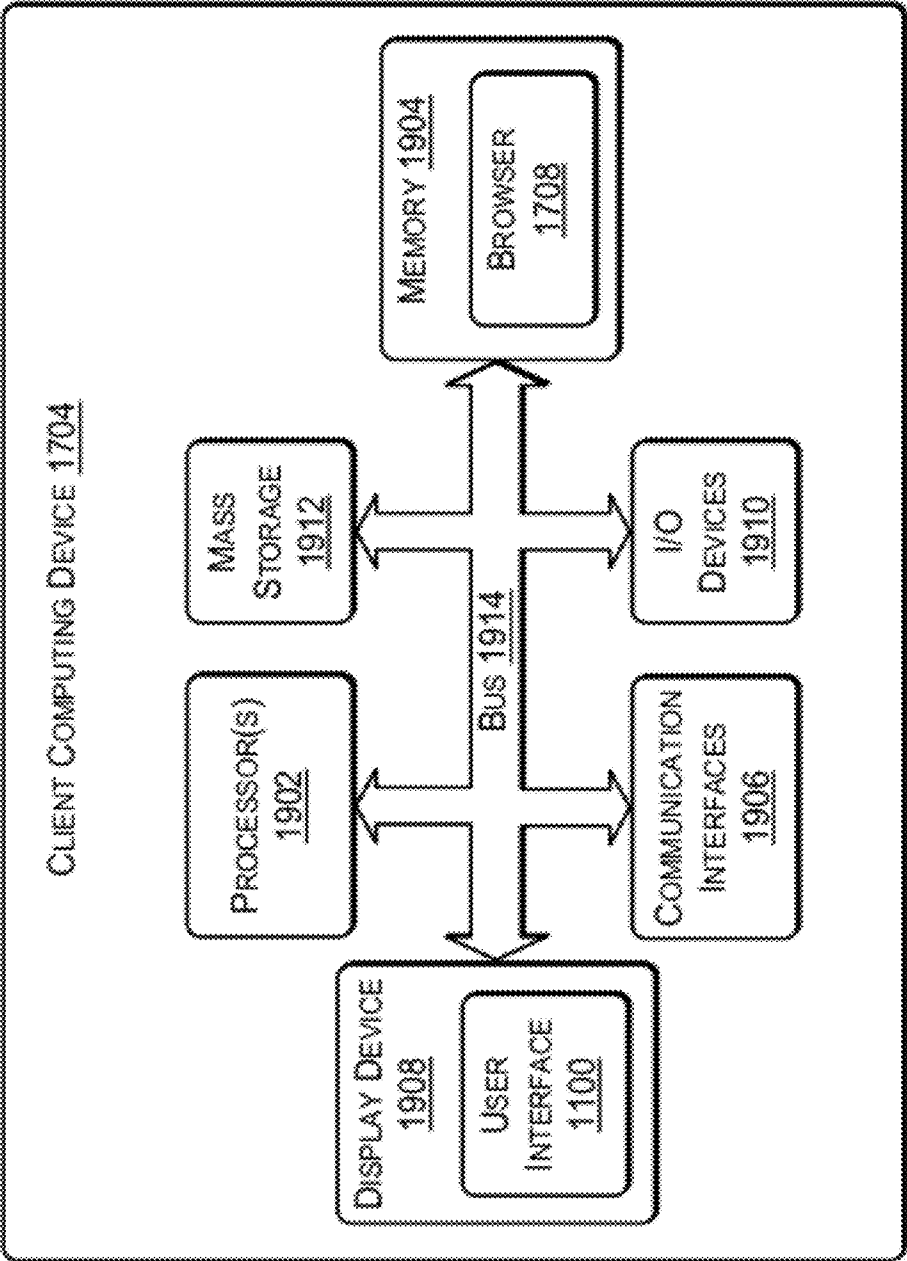 CLIENT COMPUTING DEVICE 1704
PROCESSOR(S)
1902
MASS
STORAGE
1912
DISPLAY DEVICE
1908
USER
INTERFACE
1100
BUS 1914
MEMORY 1904
BROWSER
1708
COMMUNICATION
INTERFACES
1906
I/O
DEVICES
1910